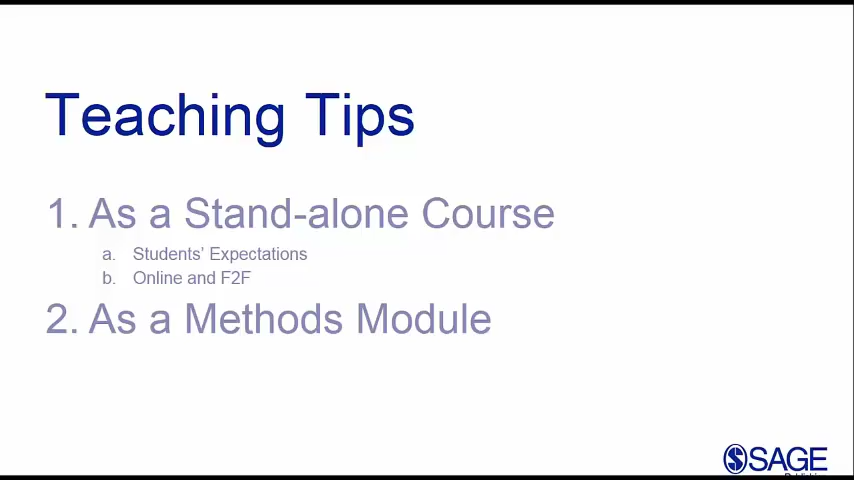 Teaching Tips
1. As a Stand-alone Course
a. Students' Expectations
b. Online and F2F
2. As a Methods Module
SAGE